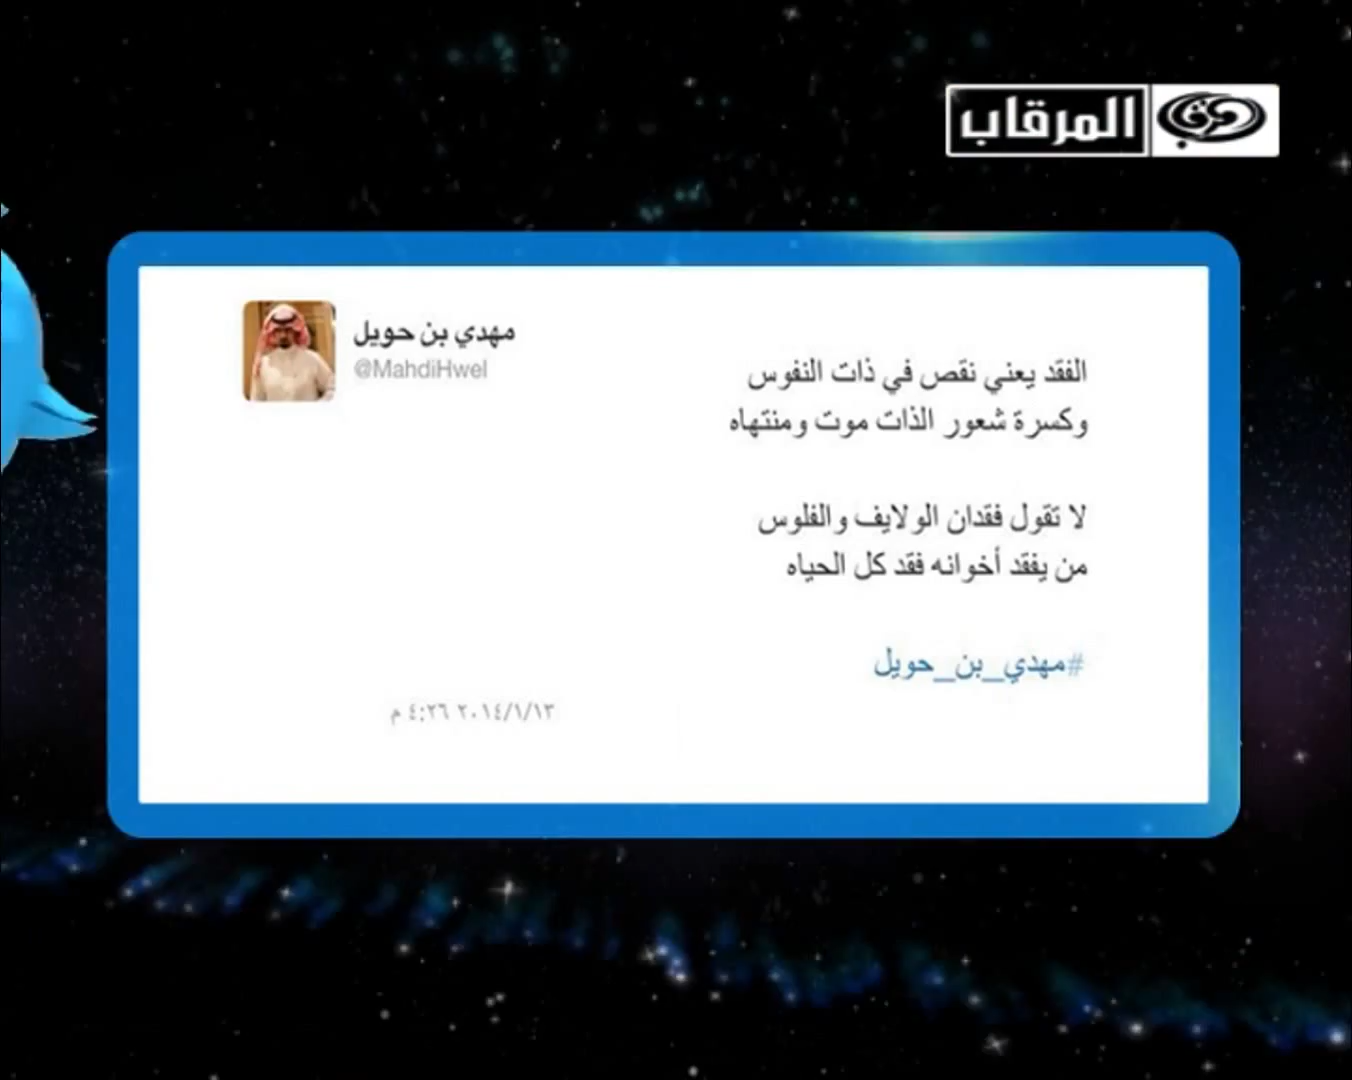 المرقاب
مهدي بن حويل
@MahdiHwel
الفقد يعني نقص في ذات النفوس
وكسرة شعور الذات موت ومنتهاه
لا تقول فقدان الولايف والفلوس
من يفقد أخوانه فقد كل الحياه
#مهدي_بن_حويل
٢٠١٤/١/١٣ ٤:٢٦ م